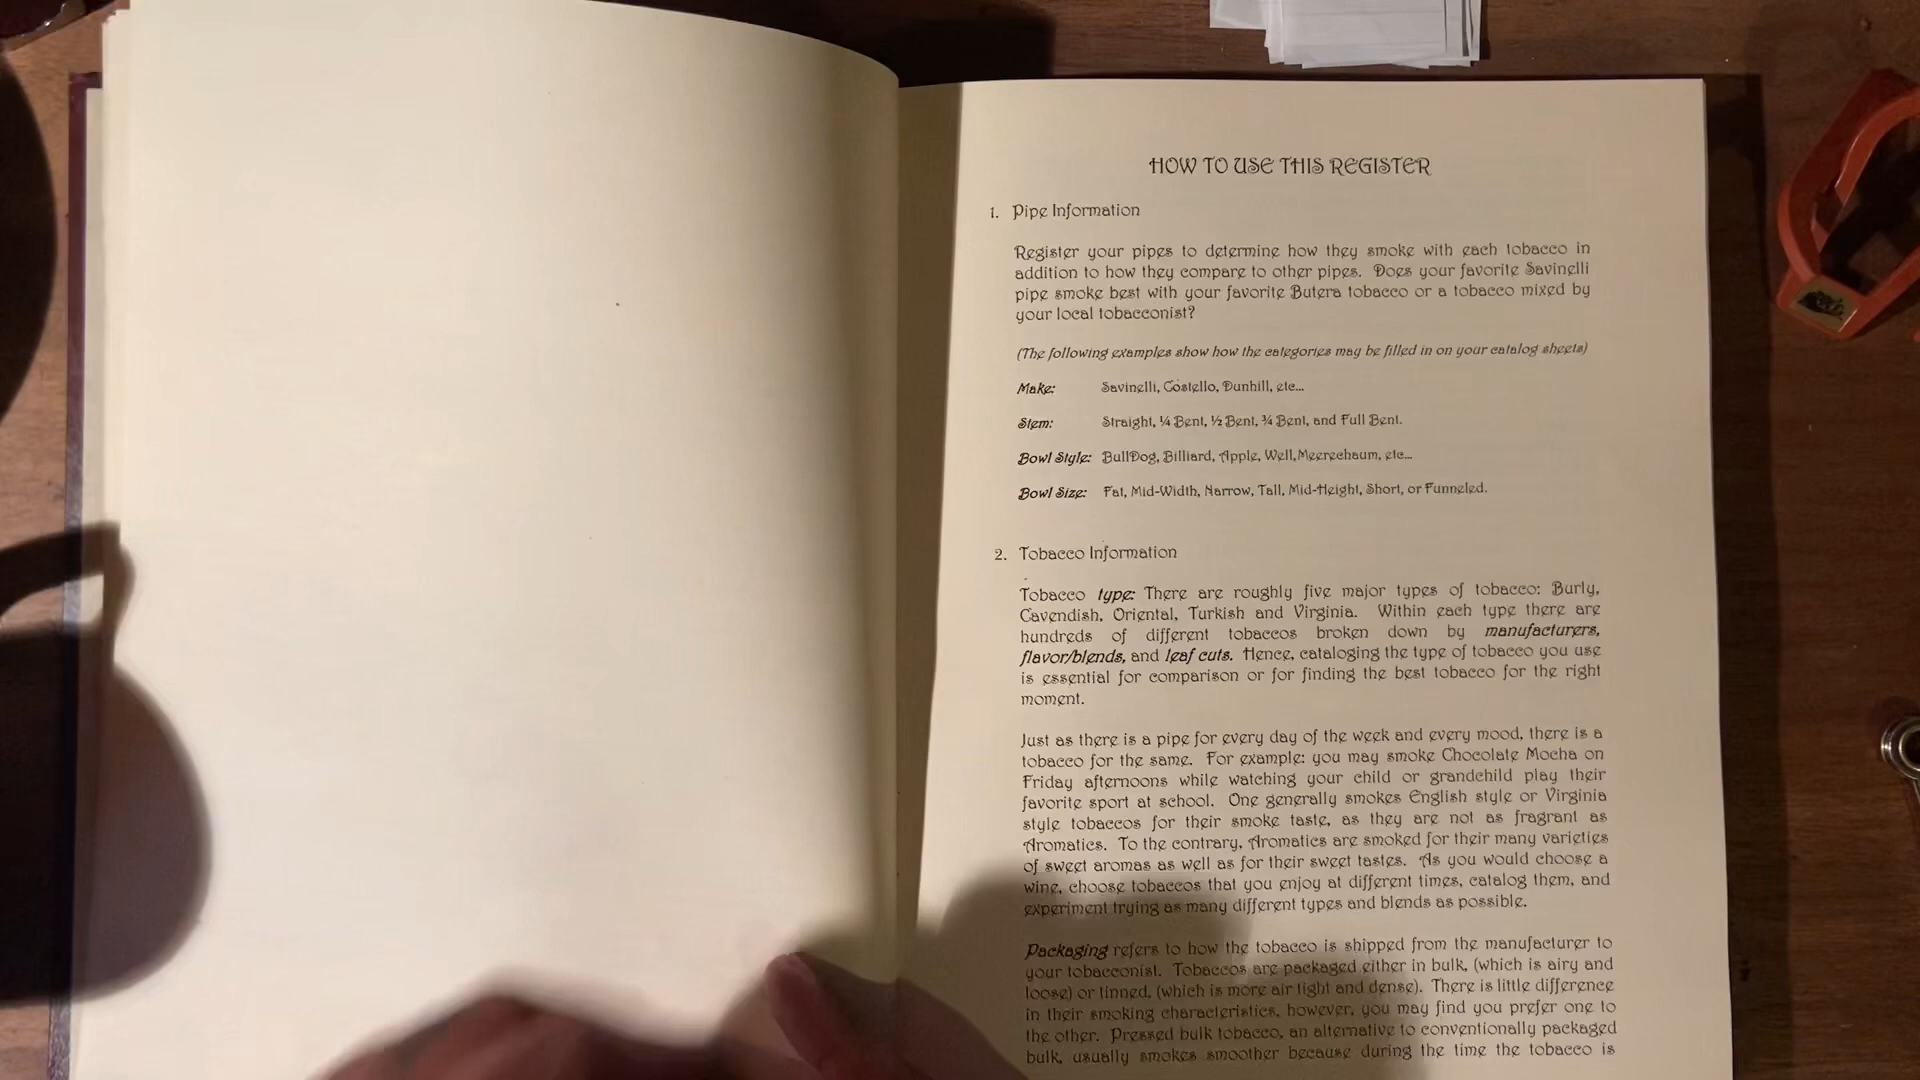 HOW TO USE THIS REGISTER
1. Pipe Information
Register your pipes to determine how they smoke with each tobacco in
addition to how they compare to other pipes. Does your favorite Savinelli
pipe smoke best with your favorite Butera tobacco or a tobacco mixed by
your local tobacconist?
(The following examples show how the categories may be filled in on your catalog sheets)
Make: Savinelli, Costello, Dunhill, etc...
Stem: Straight, ¼ Bent, ½ Bent, ¾ Bent, and Full Bent.
Bowl Style: BullDog, Billiard, Apple, Well,Meerechaum, etc...
Bowl Size: Fat, Mid-Width, Narrow, Tall, Mid-Height, Short, or Funneled.
2. Tobacco Information
Tobacco type: There are roughly five major types of tobacco: Burly,
Cavendish, Oriental, Turkish and Virginia. Within each type there are
hundreds of different tobaccos broken down by manufacturers,
flavor/blends, and leaf cuts. Hence, cataloging the type of tobacco you use
is essential for comparison or for finding the best tobacco for the right
moment.
Just as there is a pipe for every day of the week and every mood, there is a
tobacco for the same. For example: you may smoke Chocolate Mocha on
Friday afternoons while watching your child or grandchild play their
favorite sport at school. One generally smokes English style or Virginia
style tobaccos for their smoke taste, as they are not as fragrant as
Aromatics. To the contrary, Aromatics are smoked for their many varieties
of sweet aromas as well as for their sweet tastes. As you would choose a
wine, choose tobaccos that you enjoy at different times, catalog them, and
experiment trying as many different types and blends as possible.
Packaging refers to how the tobacco is shipped from the manufacturer to
your tobacconist. Tobaccos are packaged either in bulk, (which is airy and
loose) or tinned, (which is more air tight and dense). There is little difference
in their smoking characteristics, however, you may find you prefer one to
the other. Pressed bulk tobacco, an alternative to conventionally packaged
bulk, usually smokes smoother because during the time the tobacco is